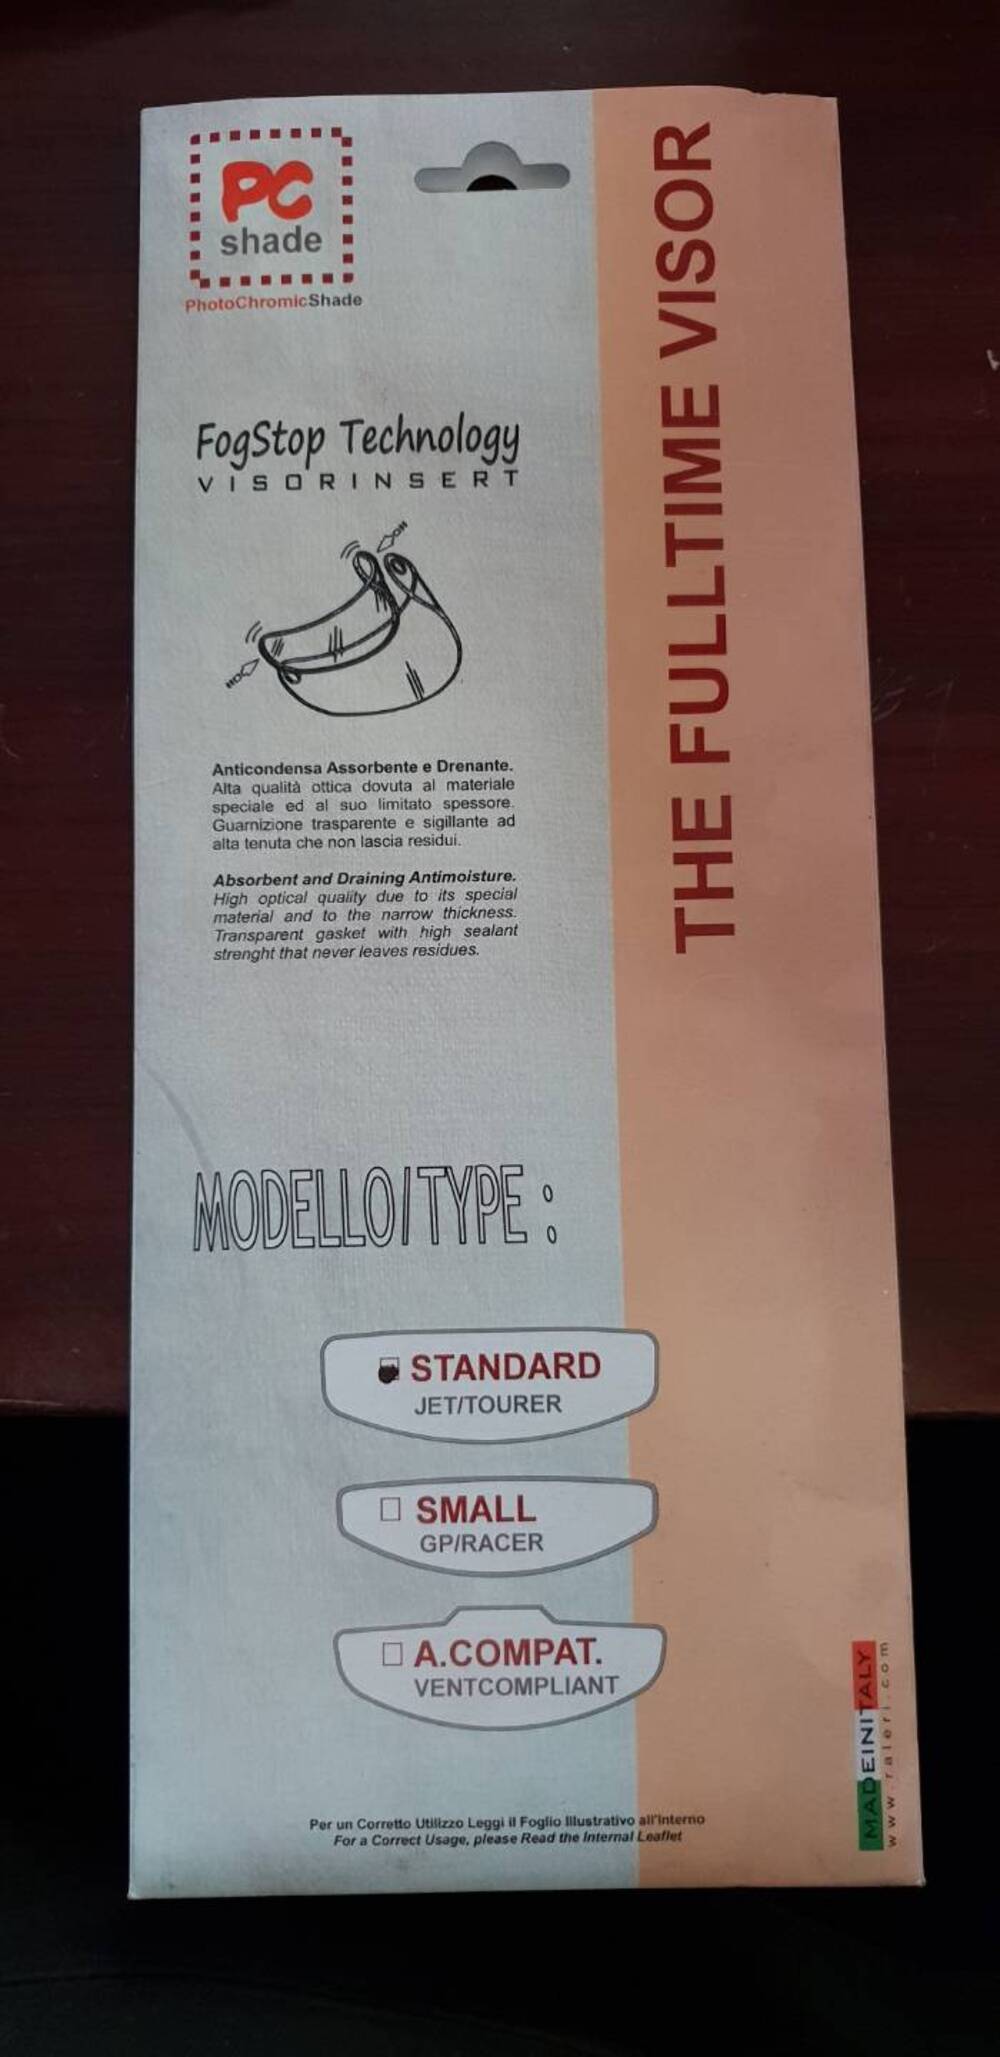 PC
shade
PhotoChromicShade
THE FULLTIME VISOR
FogStop Technology
VISORINSERT
HOLD
HOLD
Anticondensa Assorbente e Drenante.
Alta qualità ottica dovuta al materiale
speciale ed al suo limitato spessore.
Guarnizione trasparente e sigillante ad
alta tenuta che non lascia residui.
Absorbent and Draining Antimoisture.
High optical quality due to its special
material and to the narrow thickness.
Transparent gasket with high sealant
strenght that never leaves residues.
MODELLO/TYPE :
STANDARD
JET/TOURER
SMALL
GP/RACER
A.COMPAT.
VENTCOMPLIANT
MADEINITALY
www.raleri.com
Per un Corretto Utilizzo Leggi il Foglio Illustrativo all'Interno
For a Correct Usage, please Read the Internal Leaflet